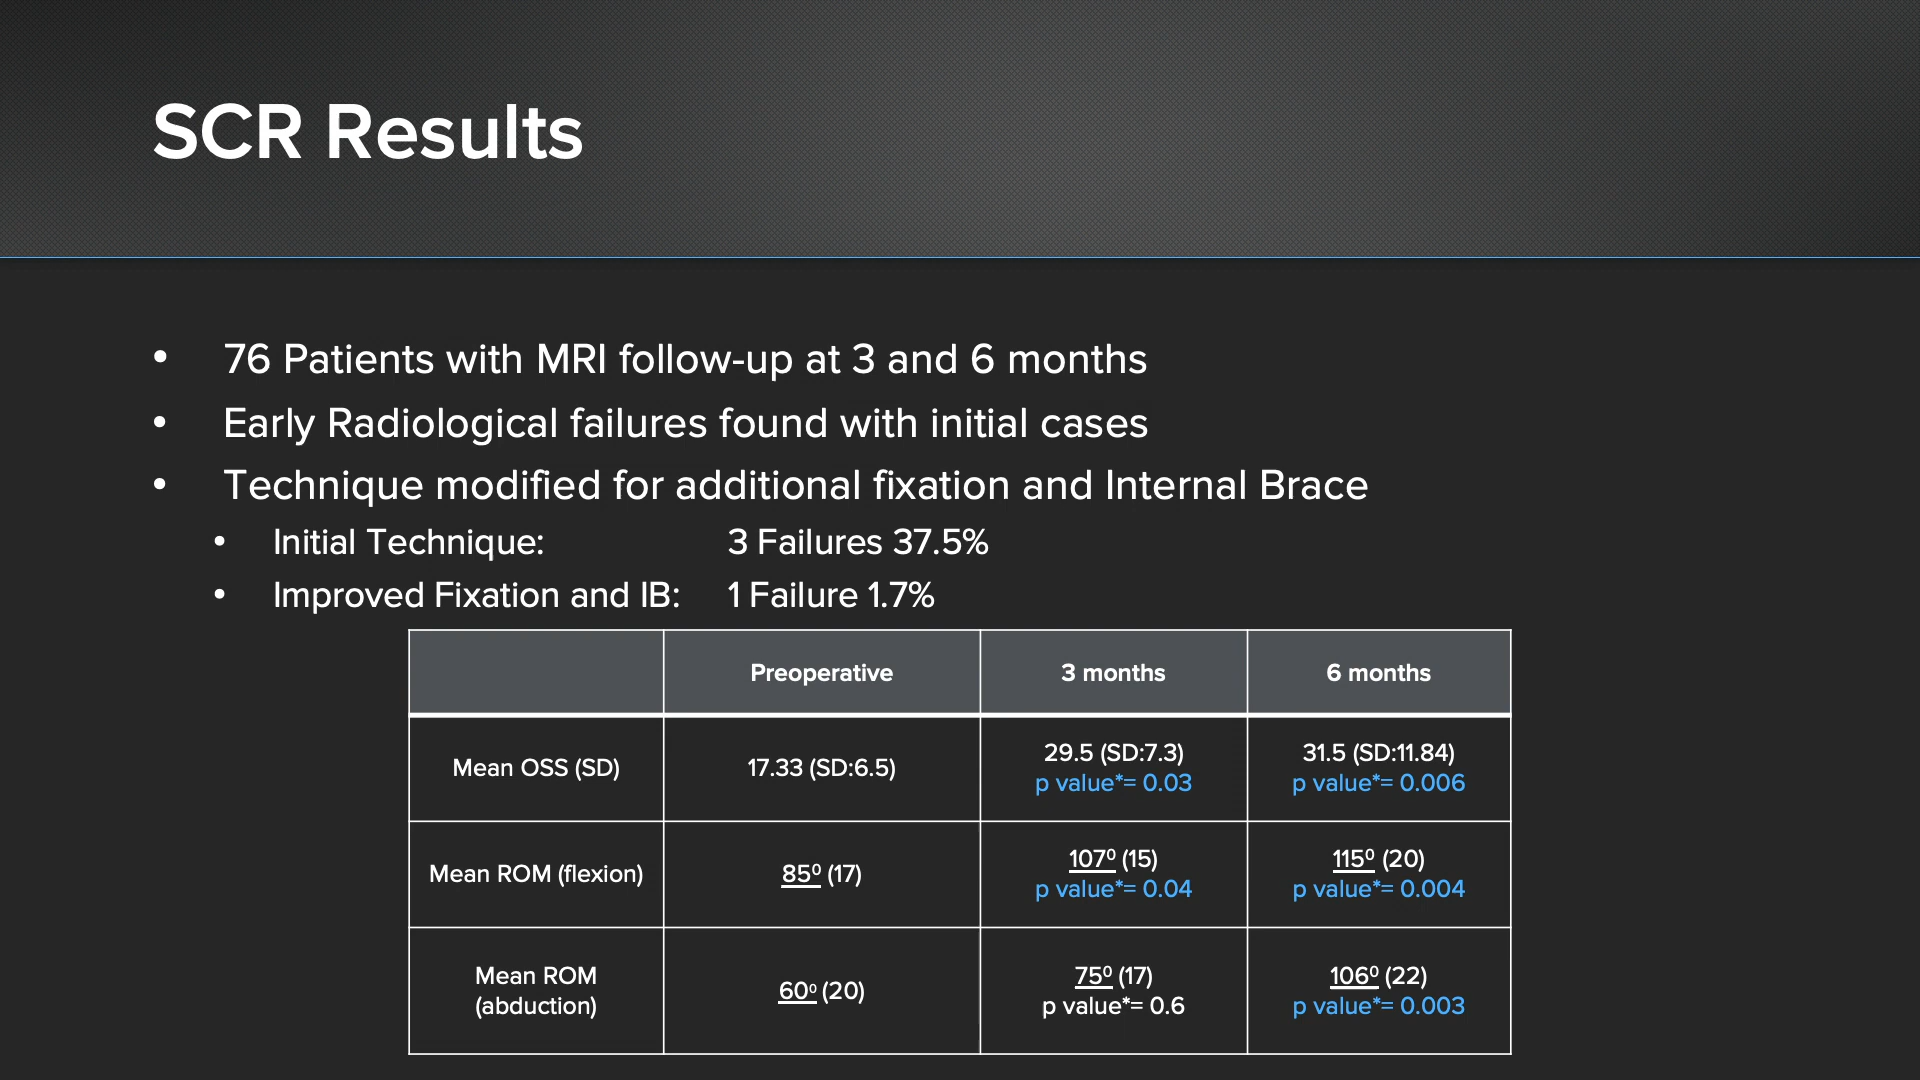 SCR Results
• 76 Patients with MRI follow-up at 3 and 6 months
• Early Radiological failures found with initial cases
• Technique modified for additional fixation and Internal Brace
• Initial Technique: 3 Failures 37.5%
• Improved Fixation and IB: 1 Failure 1.7%
Preoperative 3 months 6 months
Mean OSS (SD) 17.33 (SD:6.5) 29.5 (SD:7.3) 31.5 (SD:11.84)
p value*= 0.03 p value*= 0.006
Mean ROM (flexion) 85⁰ (17) 107⁰ (15) 115⁰ (20)
p value*= 0.04 p value*= 0.004
Mean ROM 60⁰ (20) 75⁰ (17) 106⁰ (22)
(abduction) p value*= 0.6 p value*= 0.003